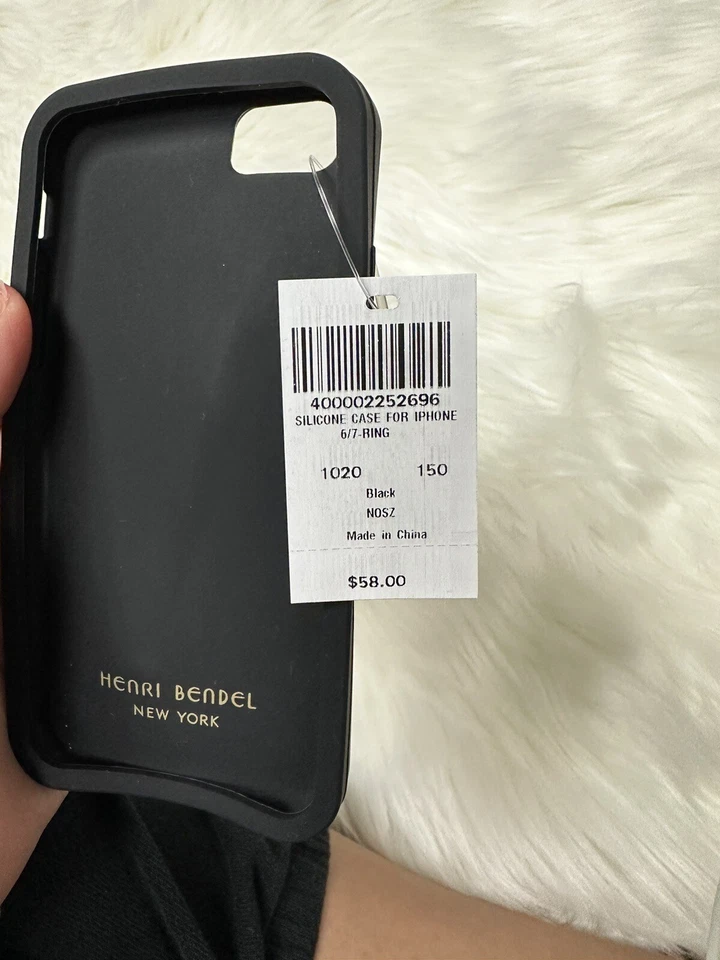 400002252696
SILICONE CASE FOR IPHONE
6/7-RING
1020 150
Black
NOSZ
Made in China
$58.00
HENRI BENDEL
NEW YORK